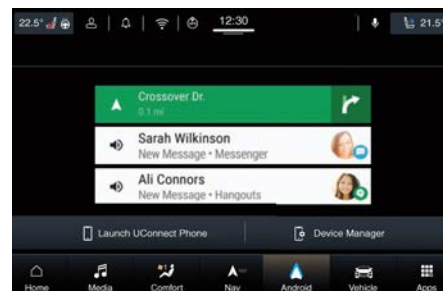 22.5°
12:30
21.5°
Crossover Dr.
0.1 mi
Sarah Wilkinson
New Message • Messenger
Ali Connors
New Message • Hangouts
Launch UConnect Phone
Device Manager
Home
Media
Comfort
Nav
Android
Vehicle
Apps